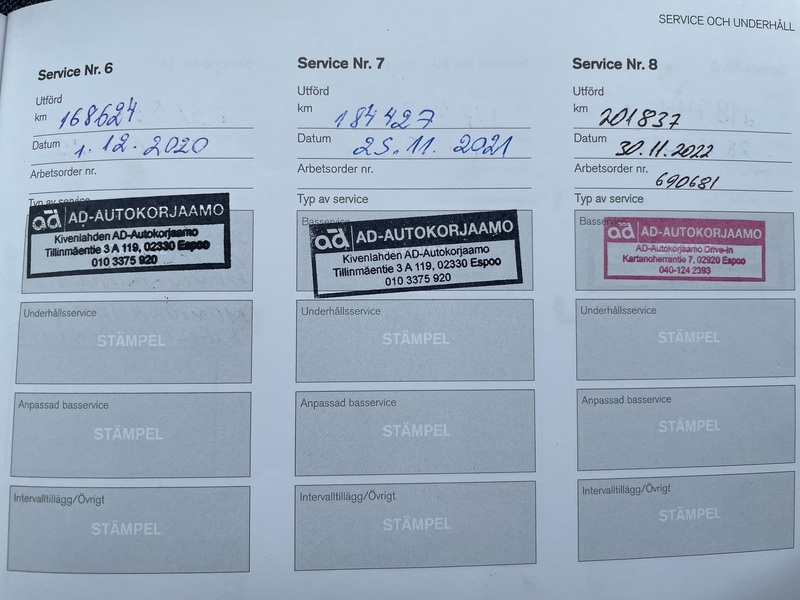 SERVICE OCH UNDERHÅLL
Service Nr. 6
Utförd
km 168624
Datum 1. 12. 2020
Arbetsorder nr.
Typ av service
ad AD-AUTOKORJAAMO
Kivenlahden AD-Autokorjaamo
Tillinmäentie 3 A 119, 02330 Espoo
010 3375 920
Underhållsservice
STÄMPEL
Anpassad basservice
STÄMPEL
Intervalltillägg/Övrigt
STÄMPEL
Service Nr. 7
Utförd
km 184427
Datum 25.11. 2021
Arbetsorder nr.
Typ av service
Basservice
ad AD-AUTOKORJAAMO
Kivenlahden AD-Autokorjaamo
Tillinmäentie 3 A 119, 02330 Espoo
010 3375 920
Underhållsservice
STÄMPEL
Anpassad basservice
STÄMPEL
Intervalltillägg/Övrigt
STÄMPEL
Service Nr. 8
Utförd
km 201837
Datum 30.11.2022
Arbetsorder nr.
690681
Typ av service
Basservice
ad AD-AUTOKORJAAMO
AD-Autokorjaamo Drive-In
Kartanoherrantie 7, 02920 Espoo
040-124 2393
Underhållsservice
STÄMPEL
Anpassad basservice
STÄMPEL
Intervalltillägg/Övrigt
STÄMPEL